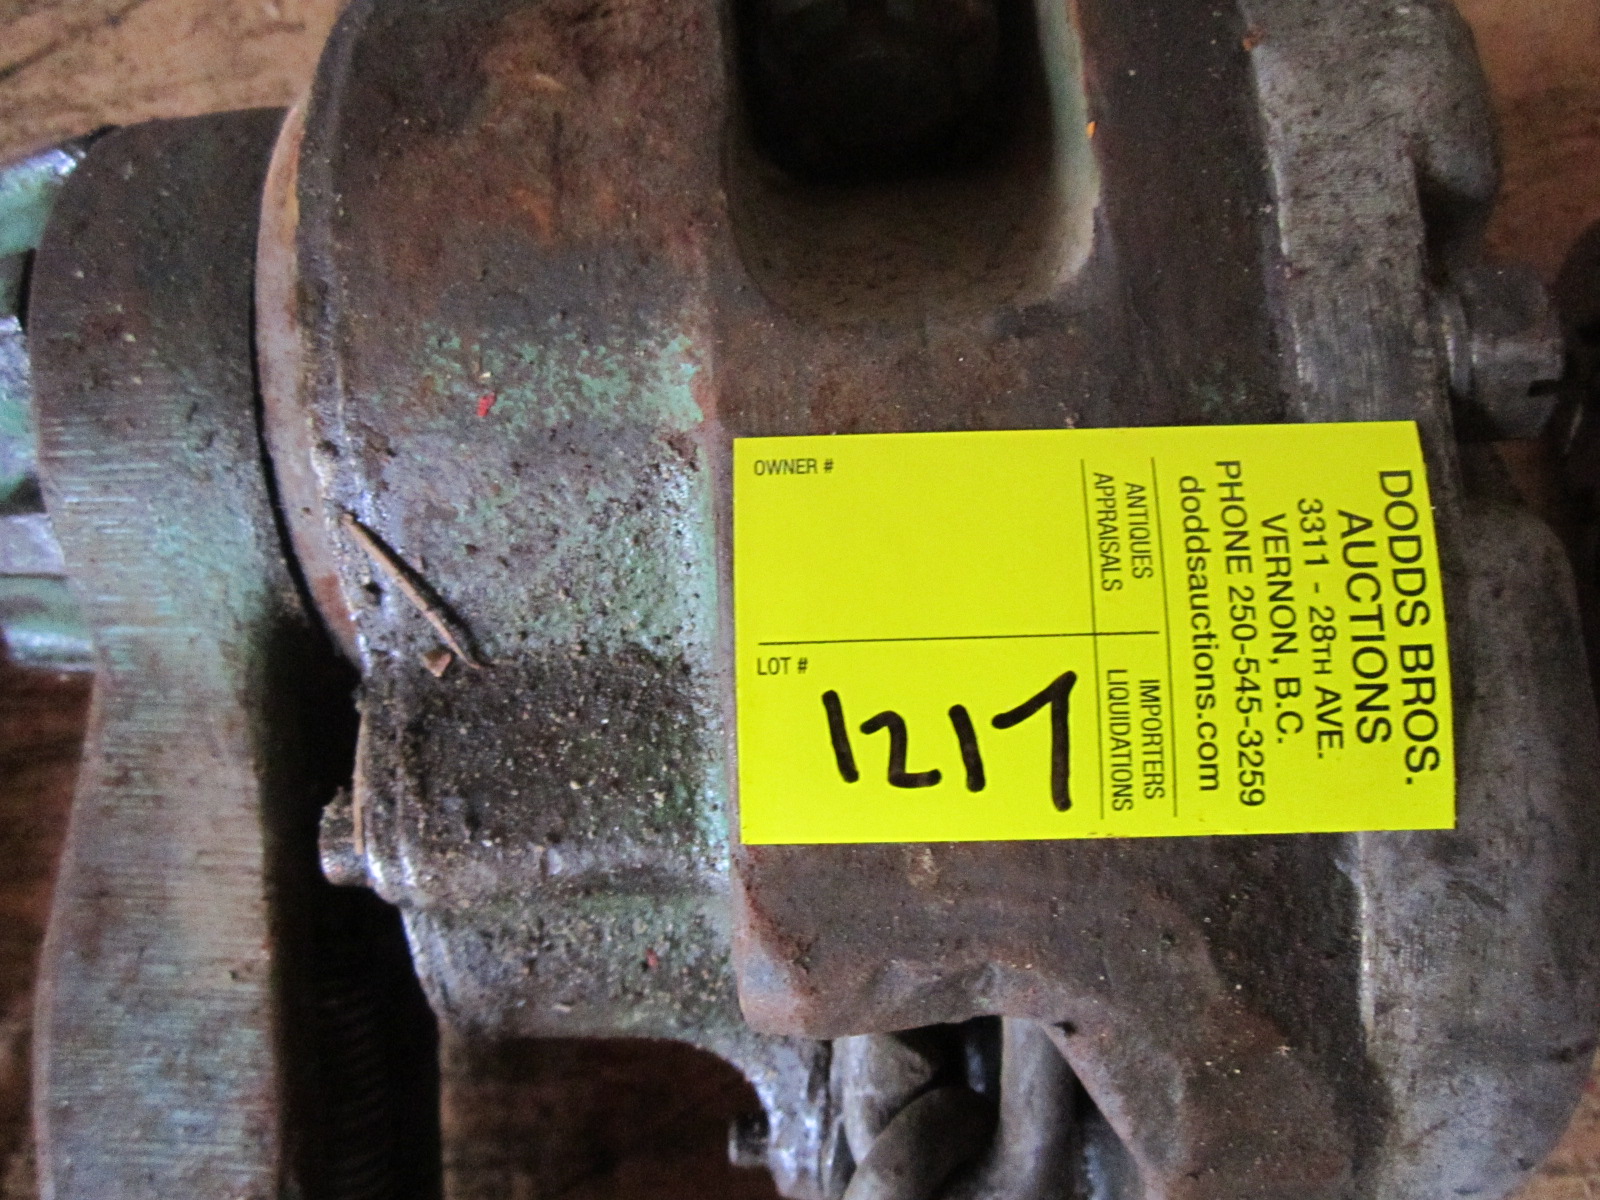 DODDS BROS.
AUCTIONS
3311 - 28TH AVE.
VERNON, B.C.
PHONE 250-545-3259
doddsauctions.com
ANTIQUES
APPRAISALS
IMPORTERS
LIQUIDATIONS
OWNER #
LOT #
1217